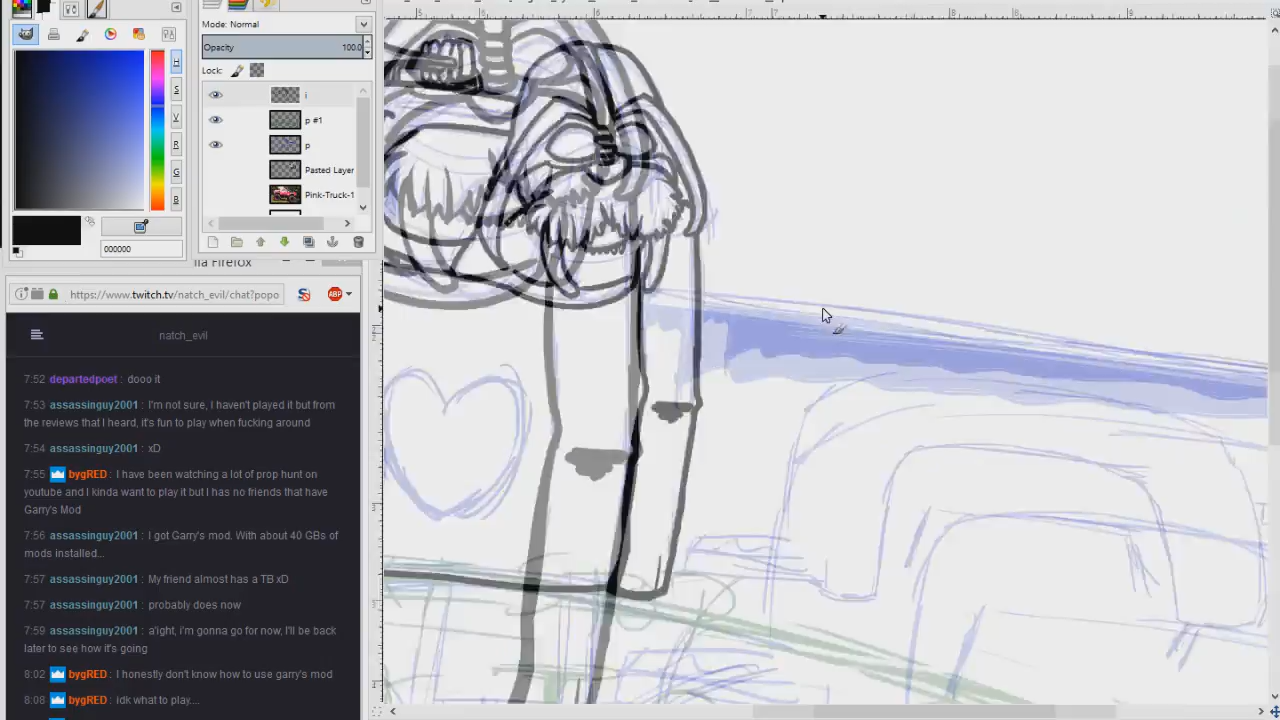 Mode: Normal
Opacity 100.0
Lock:
i
p #1
p
Pasted Layer
Pink-Truck-1
H
S
V
R
G
B
000000
lla Firefox
https://www.twitch.tv/natch_evil/chat?popo
ABP
natch_evil
7:52 departedpoet : dooo it
7:53 assassinguy2001 : I'm not sure, I haven't played it but from
the reviews that I heard, it's fun to play when fucking around
7:54 assassinguy2001 : xD
7:55 bygRED : I have been watching a lot of prop hunt on
youtube and I kinda want to play it but I has no friends that have
Garry's Mod
7:56 assassinguy2001 : I got Garry's mod. With about 40 GBs of
mods installed...
7:57 assassinguy2001 : My friend almost has a TB xD
7:57 assassinguy2001 : probably does now
7:59 assassinguy2001 : a'ight, i'm gonna go for now, I'll be back
later to see how it's going
8:02 bygRED : I honestly don't know how to use garry's mod
8:08 bygRED : idk what to play....